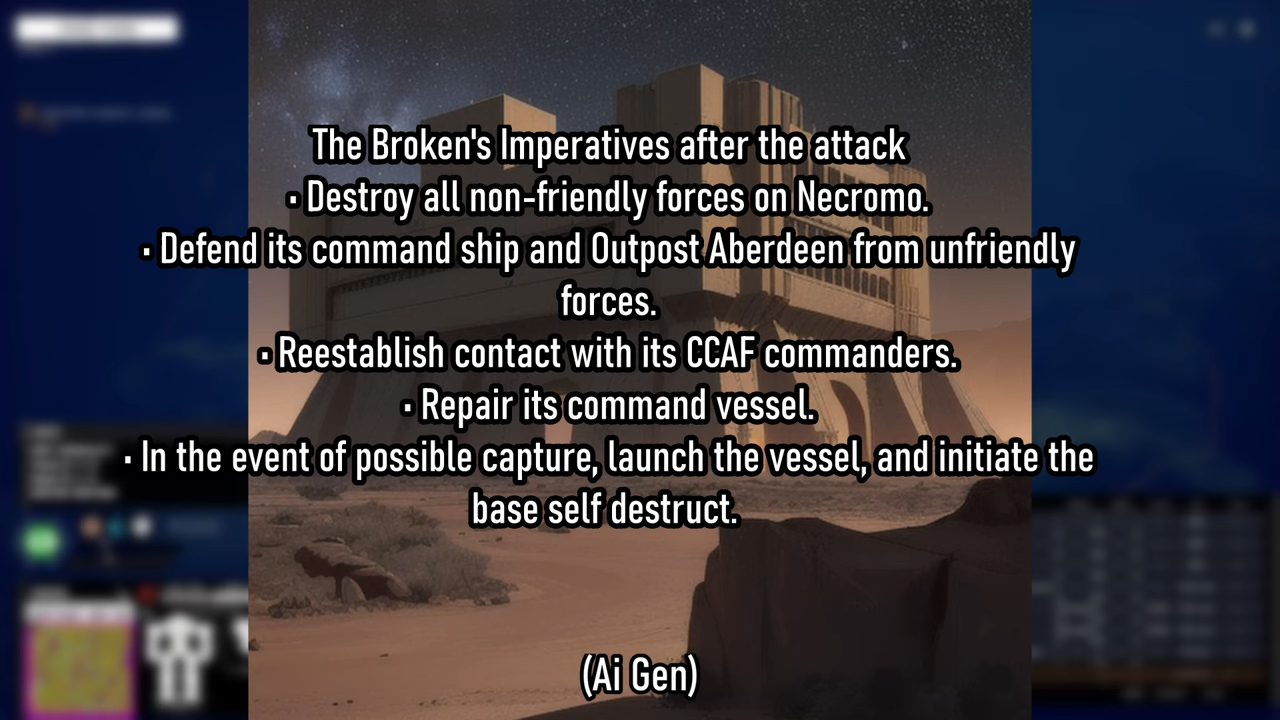 The Broken's Imperatives after the attack
· Destroy all non-friendly forces on Necromo.
· Defend its command ship and Outpost Aberdeen from unfriendly
forces.
· Reestablish contact with its CCAF commanders.
· Repair its command vessel.
· In the event of possible capture, launch the vessel, and initiate the
base self destruct.
(Ai Gen)